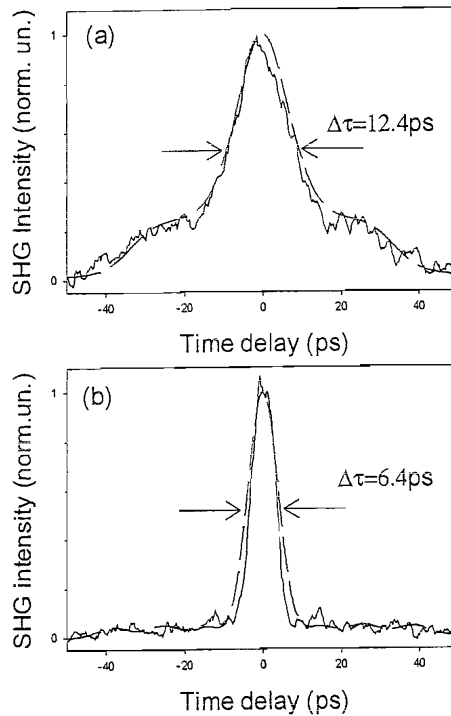 (a)
SHG Intensity (norm. un.)
1
0
Δτ=12.4ps
-40 -20 0 20 40
Time delay (ps)
(b)
SHG intensity (norm.un.)
1
0
Δτ=6.4ps
-40 -20 0 20 40
Time delay (ps)